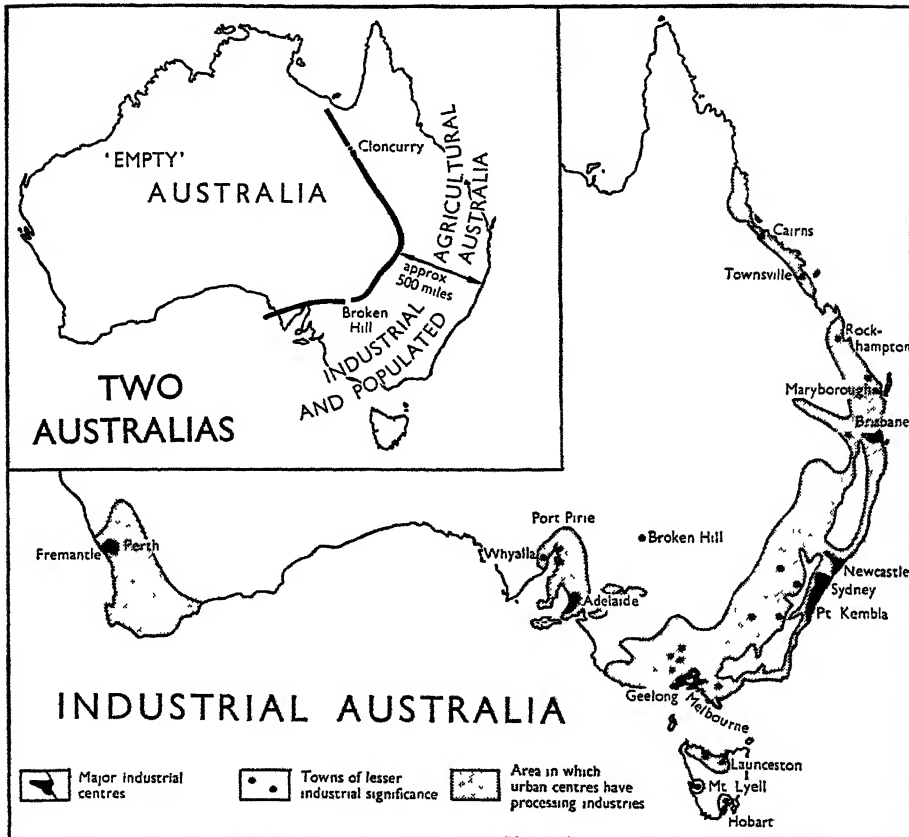 'EMPTY'
AUSTRALIA
Cloncurry
AGRICULTURAL
AUSTRALIA
approx
500 miles
Broken
Hill
INDUSTRIAL
AND POPULATED
TWO
AUSTRALIAS
Cairns
Townsville
Rock-
hampton
Maryborough
Brisbane
Port Pirie
Whyalla
Broken Hill
Adelaide
Fremantle
Perth
Newcastle
Sydney
Pt Kembla
Geelong
Melbourne
INDUSTRIAL AUSTRALIA
Launceston
Mt Lyell
Hobart
Major industrial
centres
Towns of lesser
industrial significance
Area in which
urban centres have
processing industries